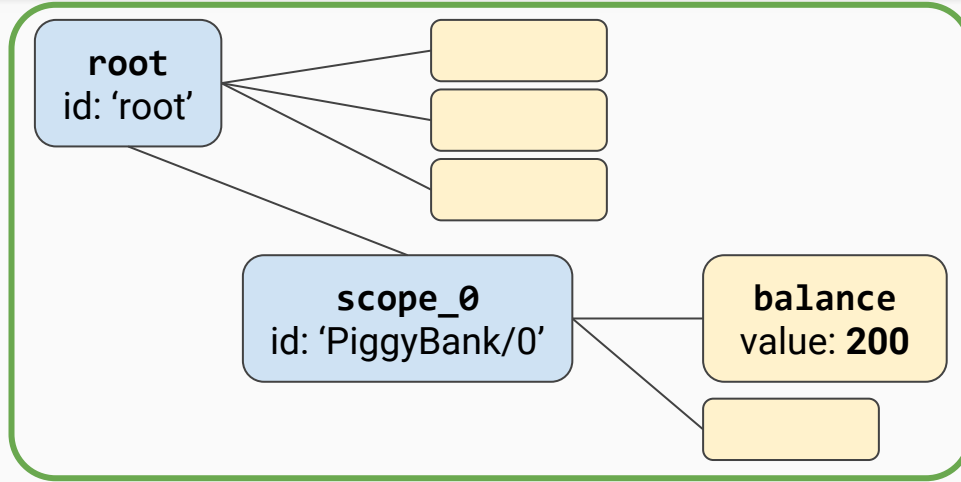 root
id: ‘root’
scope_0
id: ‘PiggyBank/0’
balance
value: 200